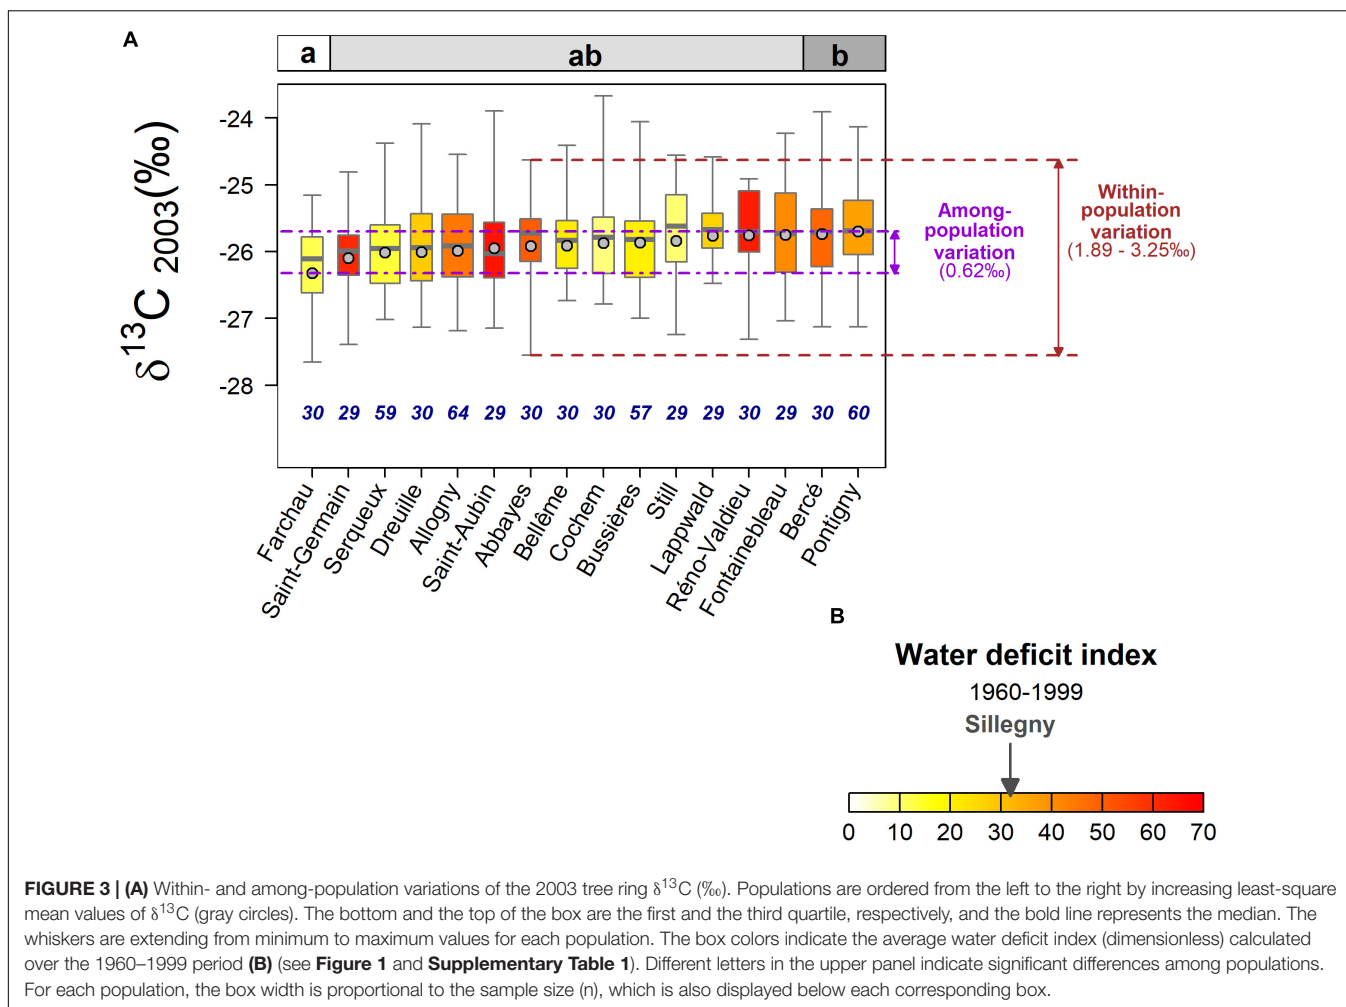 A
a ab b
δ13C 2003(‰)
-24
-25
-26
-27
-28
Among-
population
variation
(0.62‰)
Within-
population
variation
(1.89 - 3.25‰)
30 29 59 30 64 29 30 30 30 57 29 29 30 29 30 60
Farchau
Saint-Germain
Serqueux
Dreuille
Allogny
Saint-Aubin
Abbayes
Bellême
Cochem
Bussières
Still
Lappwald
Réno-Valdieu
Fontainebleau
Bercé
Pontigny
B
Water deficit index
1960-1999
Sillegny
0 10 20 30 40 50 60 70
FIGURE 3 | (A) Within- and among-population variations of the 2003 tree ring δ13C (‰). Populations are ordered from the left to the right by increasing least-square
mean values of δ13C (gray circles). The bottom and the top of the box are the first and the third quartile, respectively, and the bold line represents the median. The
whiskers are extending from minimum to maximum values for each population. The box colors indicate the average water deficit index (dimensionless) calculated
over the 1960–1999 period (B) (see Figure 1 and Supplementary Table 1). Different letters in the upper panel indicate significant differences among populations.
For each population, the box width is proportional to the sample size (n), which is also displayed below each corresponding box.